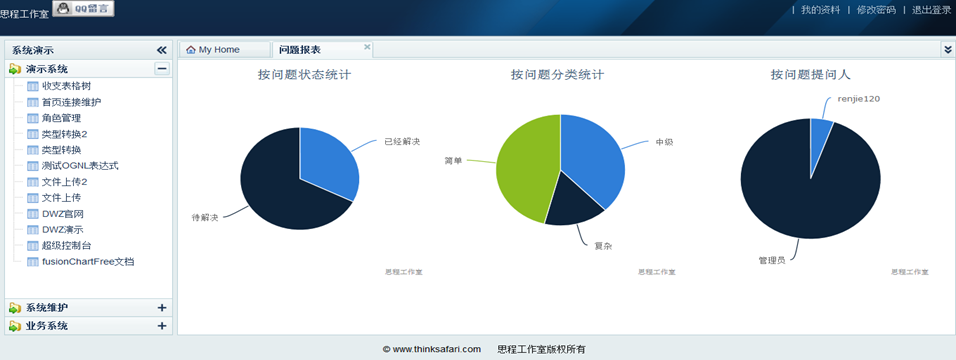 思程工作室 QQ留言 | 我的资料 | 修改密码 | 退出登录
系统演示
My Home 问题报表
演示系统
收支表格树
首页连接维护
角色管理
类型转换2
类型转换
测试OGNL表达式
文件上传2
文件上传
DWZ官网
DWZ演示
超级控制台
fusionChartFree文档
系统维护
业务系统
按问题状态统计
已经解决
待解决
思程工作室
按问题分类统计
中级
简单
复杂
思程工作室
按问题提问人
renjie120
管理员
思程工作室
© www.thinksafari.com 思程工作室版权所有